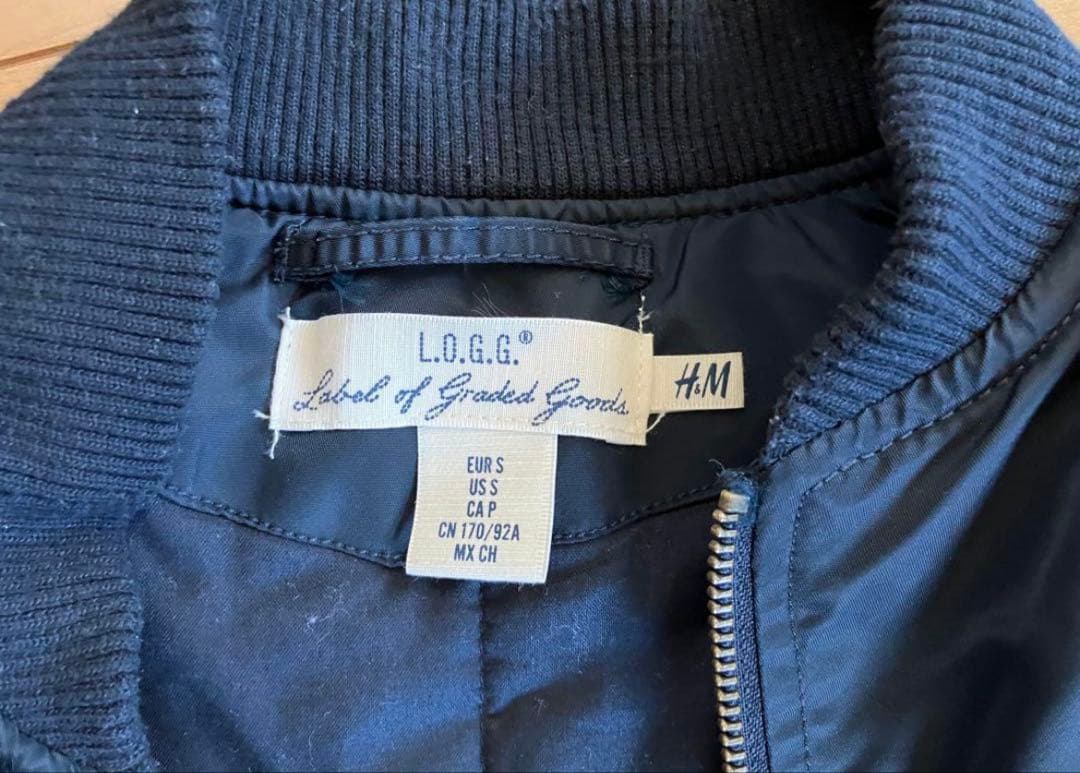 L.O.G.G.®
Label of Graded Goods
H&M
EUR S
US S
CA P
CN 170/92A
MX CH